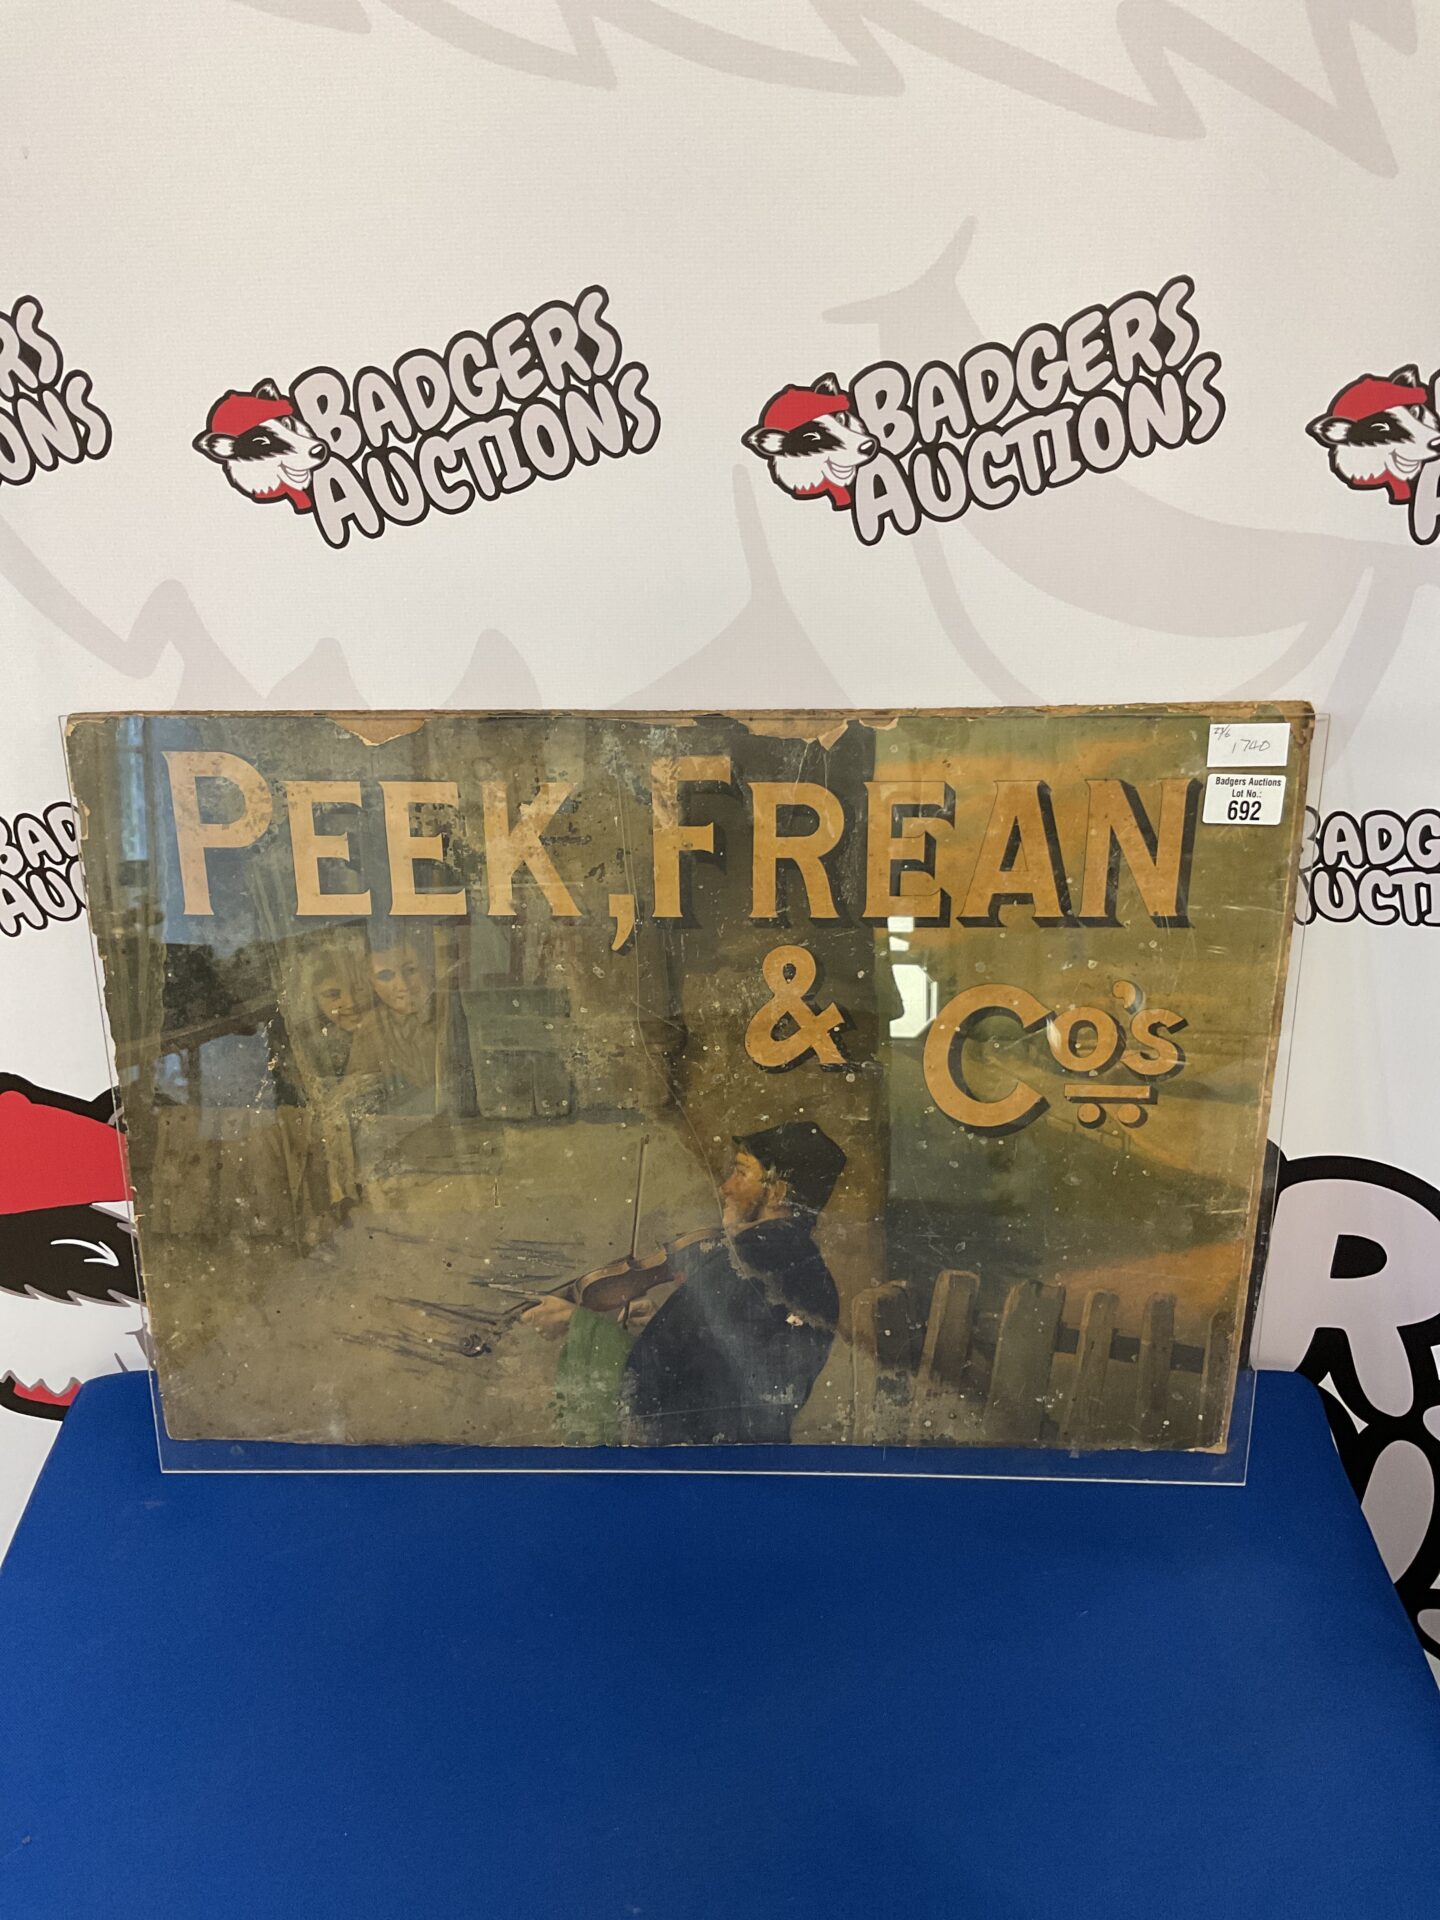 BADGERS
AUCTIONS
BADGERS
AUCTIONS
PEEK, FREAN
& Co's
1740
Badgers Auctions
Lot No.:
692